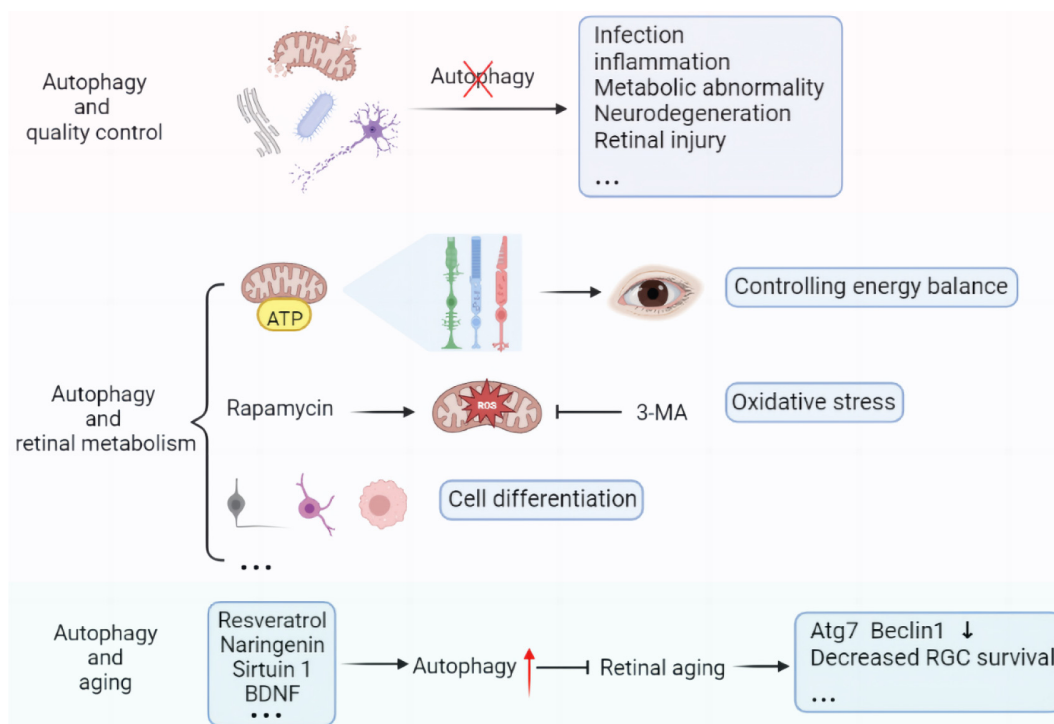 Autophagy
and
quality control
Autophagy
Infection
inflammation
Metabolic abnormality
Neurodegeneration
Retinal injury
...
Autophagy
and
retinal metabolism
ATP
Controlling energy balance
Rapamycin
ROS
3-MA
Oxidative stress
Cell differentiation
...
Autophagy
and
aging
Resveratrol
Naringenin
Sirtuin 1
BDNF
...
Autophagy
Retinal aging
Atg7 Beclin1 ↓
Decreased RGC survival
...